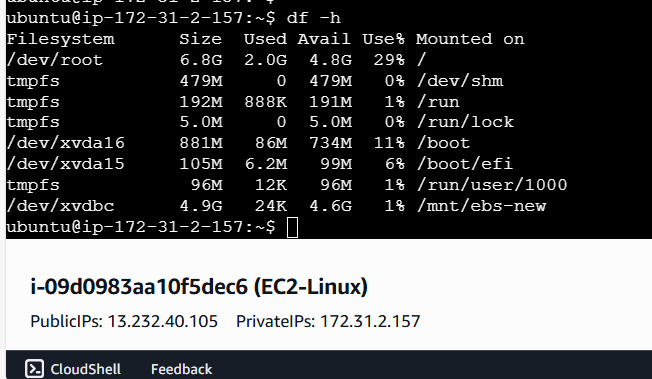 ubuntu@ip-172-31-2-157:~$ df -h
Filesystem Size Used Avail Use% Mounted on
/dev/root 6.8G 2.0G 4.8G 29% /
tmpfs 479M 0 479M 0% /dev/shm
tmpfs 192M 888K 191M 1% /run
tmpfs 5.0M 0 5.0M 0% /run/lock
/dev/xvda16 881M 86M 734M 11% /boot
/dev/xvda15 105M 6.2M 99M 6% /boot/efi
tmpfs 96M 12K 96M 1% /run/user/1000
/dev/xvdbc 4.9G 24K 4.6G 1% /mnt/ebs-new
ubuntu@ip-172-31-2-157:~$
i-09d0983aa10f5dec6 (EC2-Linux)
PublicIPs: 13.232.40.105 PrivateIPs: 172.31.2.157
CloudShell Feedback